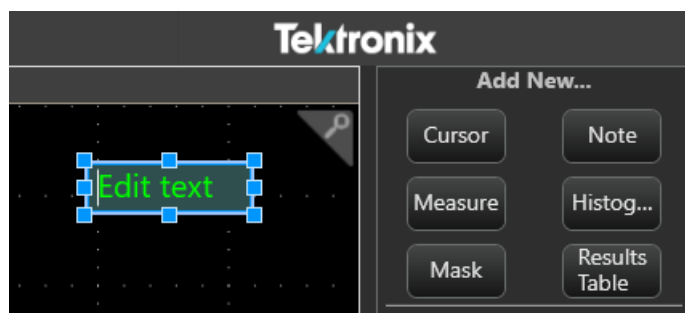 Tektronix
Add New...
Edit text
Cursor
Note
Measure
Histog...
Mask
Results
Table